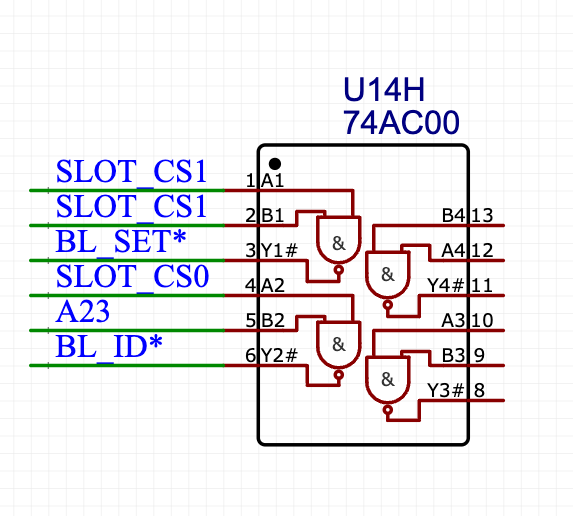 U14H
74AC00
SLOT_CS1
1 A1
SLOT_CS1
2 B1
B4 13
BL_SET*
3 Y1#
&
A4 12
SLOT_CS0
4 A2
&
Y4# 11
A23
5 B2
A3 10
BL_ID*
6 Y2#
&
B3 9
&
Y3# 8